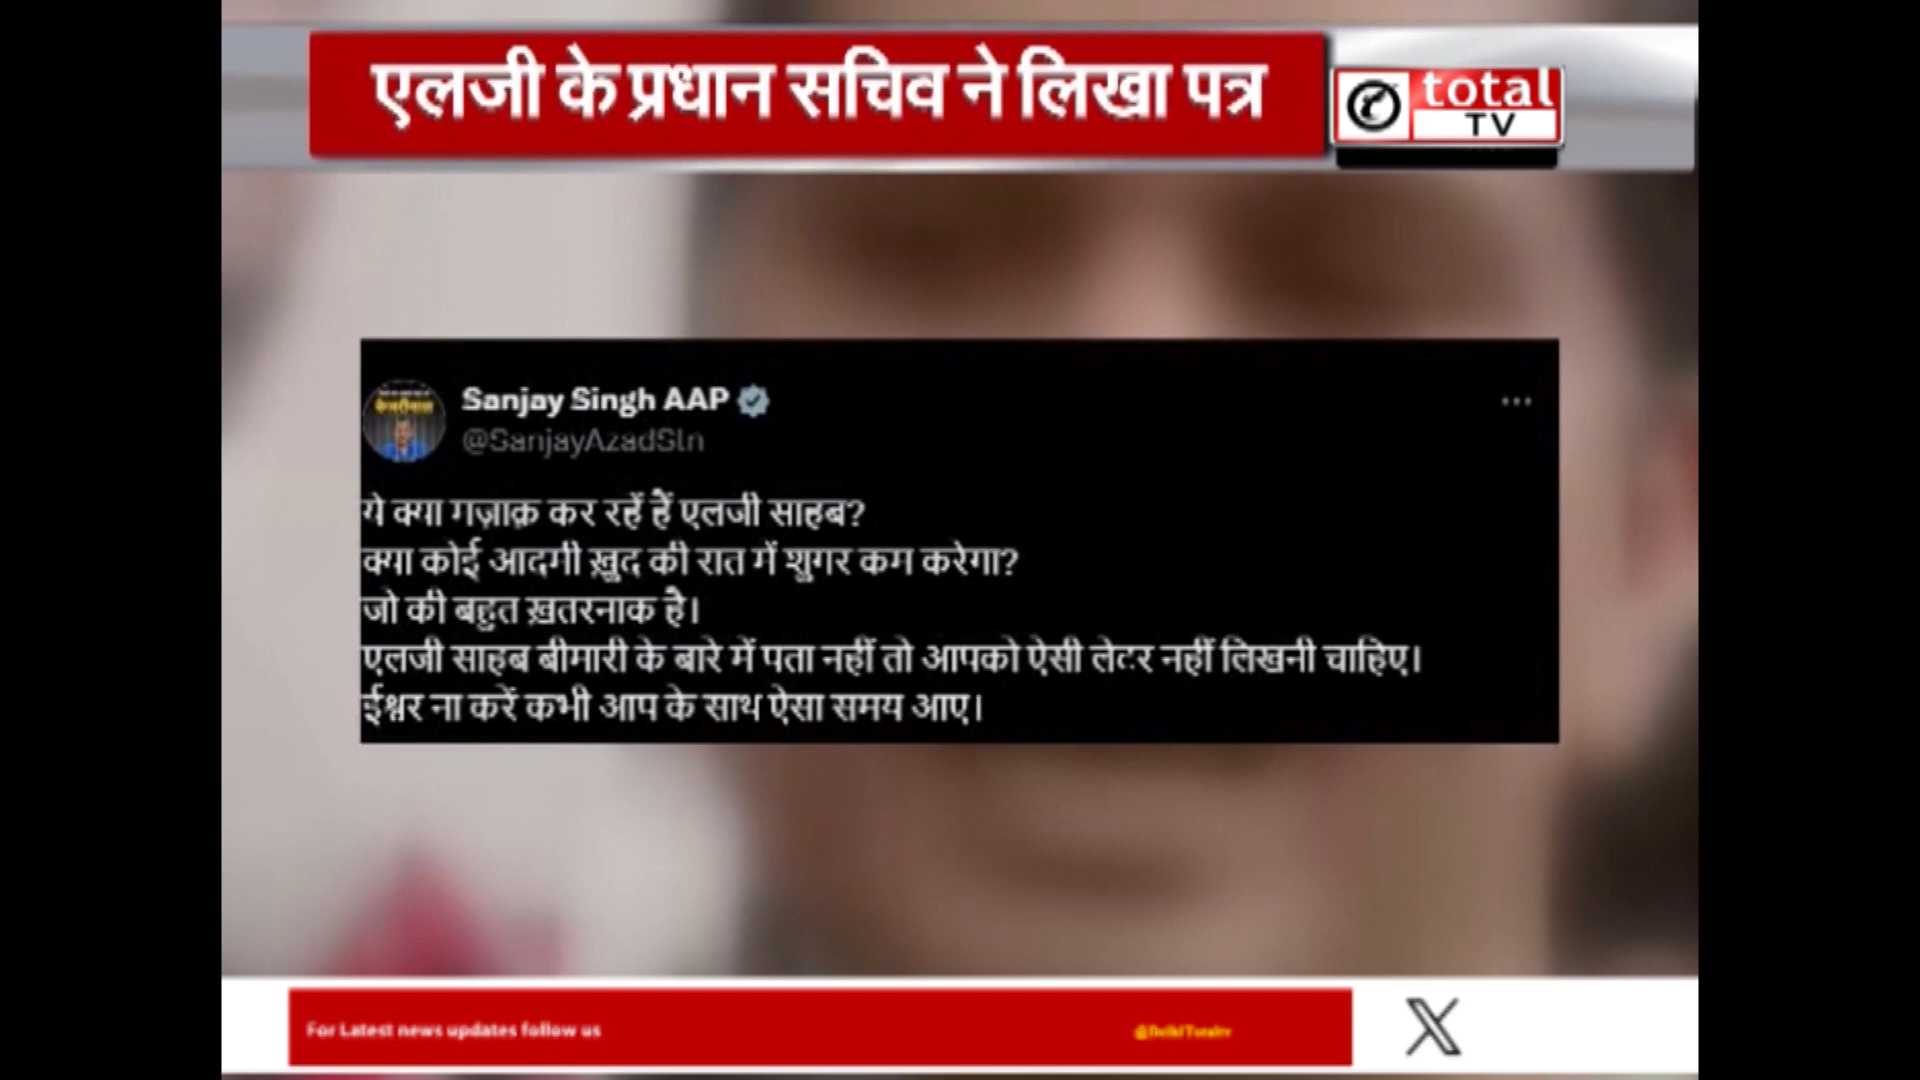 एलजी के प्रधान सचिव ने लिखा पत्र
total
TV
Sanjay Singh AAP
@SanjayAzadSln
ये क्या मज़ाक़ कर रहें हैं एलजी साहब?
क्या कोई आदमी ख़ुद की रात में शुगर कम करेगा?
जो की बहुत ख़तरनाक है।
एलजी साहब बीमारी के बारे में पता नहीं तो आपको ऐसी लेटर नहीं लिखनी चाहिए।
ईश्वर ना करें कभी आप के साथ ऐसा समय आए।
For Latest news updates follow us